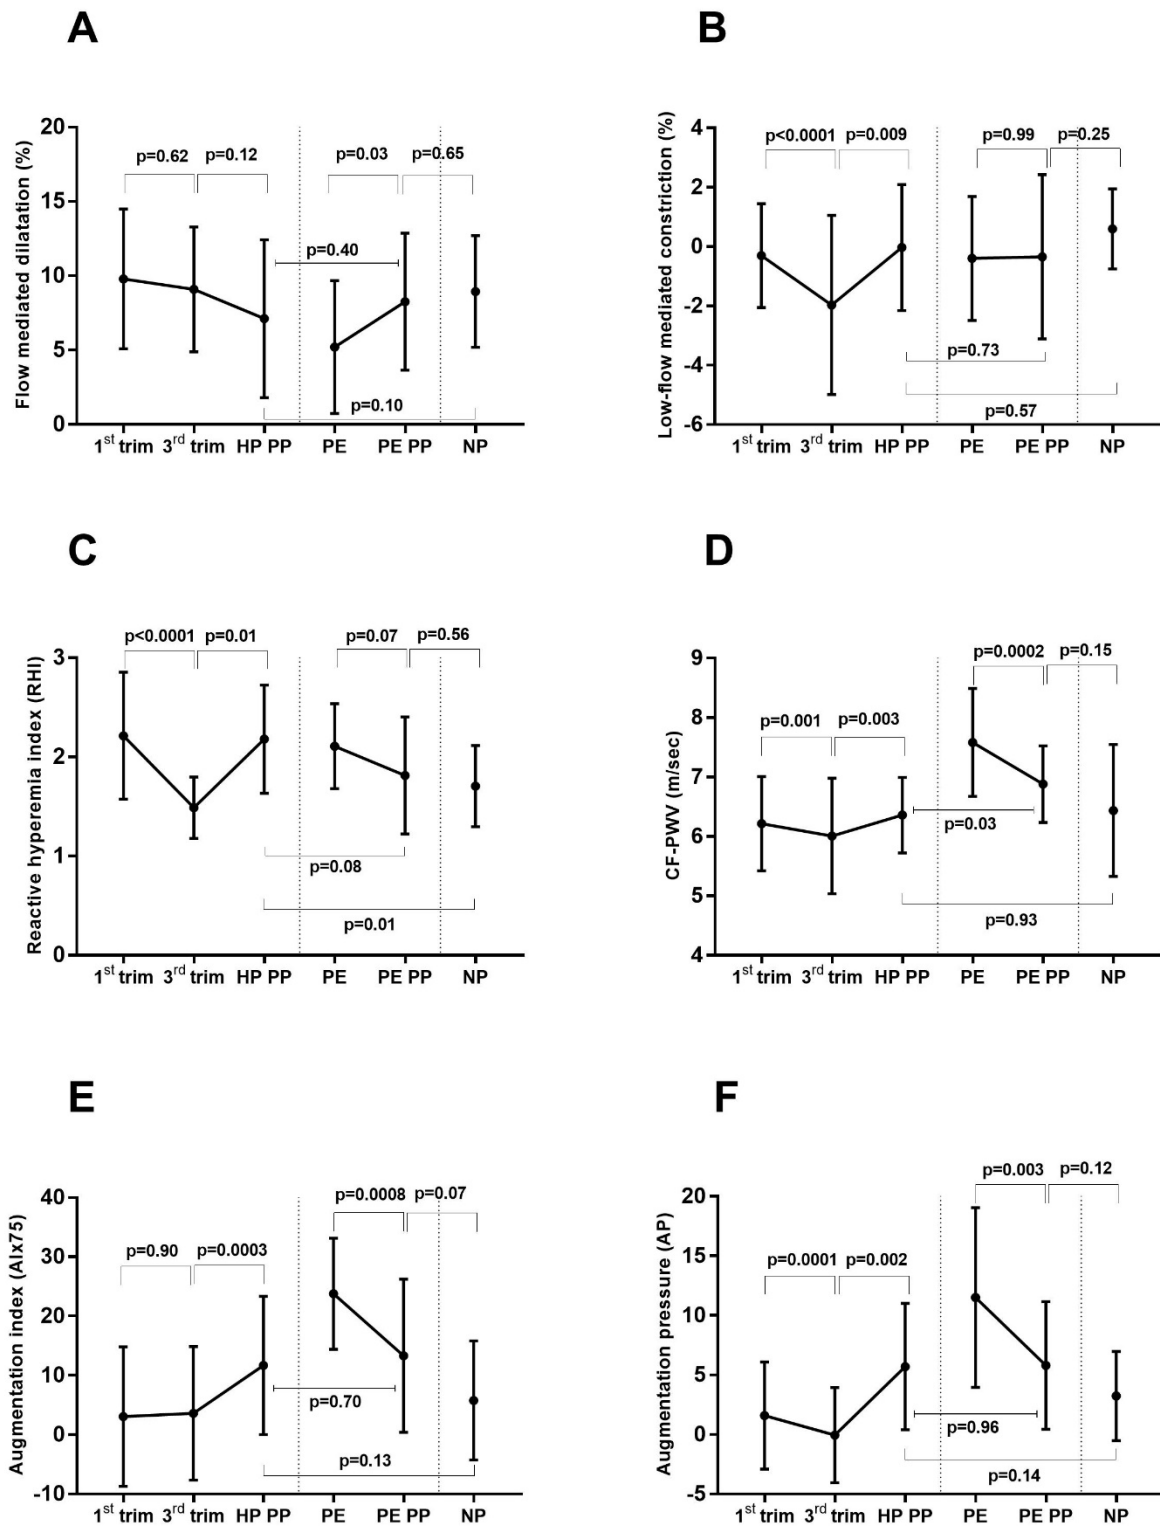 A
Flow mediated dilatation (%)
20
15
10
5
0
p=0.62 p=0.12 p=0.03 p=0.65
p=0.40
p=0.10
1st trim 3rd trim HP PP PE PE PP NP
B
Low-flow mediated constriction (%)
4
2
0
-2
-4
-6
p<0.0001 p=0.009 p=0.99 p=0.25
p=0.73
p=0.57
1st trim 3rd trim HP PP PE PE PP NP
C
Reactive hyperemia index (RHI)
3
2
1
0
p<0.0001 p=0.01 p=0.07 p=0.56
p=0.08
p=0.01
1st trim 3rd trim HP PP PE PE PP NP
D
CF-PWV (m/sec)
9
8
7
6
5
4
p=0.001 p=0.003 p=0.0002 p=0.15
p=0.03
p=0.93
1st trim 3rd trim HP PP PE PE PP NP
E
Augmentation index (AIx75)
40
30
20
10
0
-10
p=0.90 p=0.0003 p=0.0008 p=0.07
p=0.70
p=0.13
1st trim 3rd trim HP PP PE PE PP NP
F
Augmentation pressure (AP)
20
15
10
5
0
-5
p=0.0001 p=0.002 p=0.003 p=0.12
p=0.96
p=0.14
1st trim 3rd trim HP PP PE PE PP NP